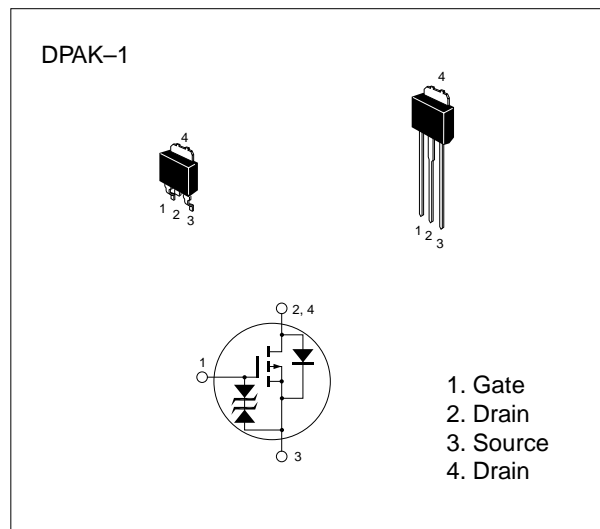 DPAK–1
4
4
1 2 3
1 2 3
2, 4
1
3
1. Gate
2. Drain
3. Source
4. Drain